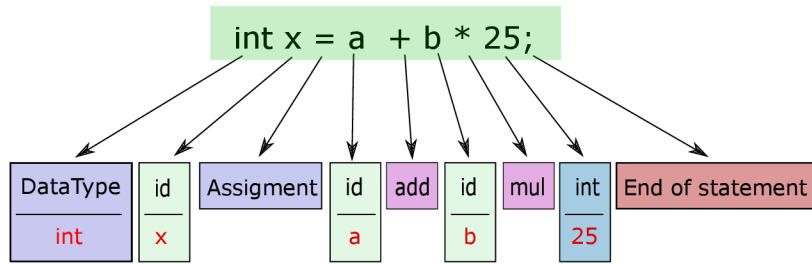 int x = a + b * 25;
DataType id Assigment id add id mul int End of statement
int x a b 25